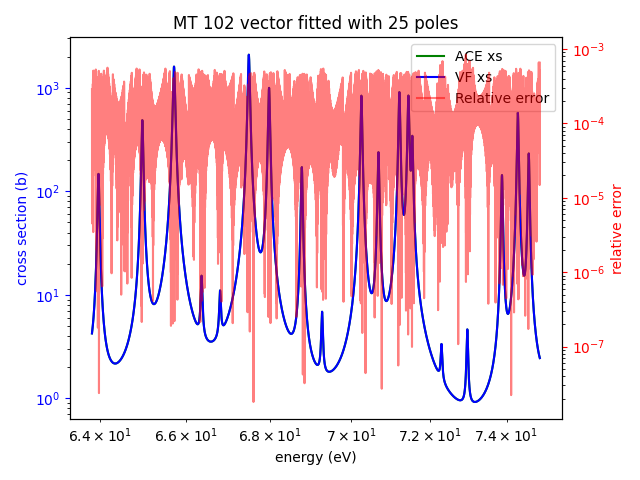 MT 102 vector fitted with 25 poles
ACE xs
VF xs
Relative error
10³
10²
10¹
10⁰
cross section (b)
10⁻³
10⁻⁴
10⁻⁵
10⁻⁶
10⁻⁷
relative error
6.4 × 10¹ 6.6 × 10¹ 6.8 × 10¹ 7 × 10¹ 7.2 × 10¹ 7.4 × 10¹
energy (eV)